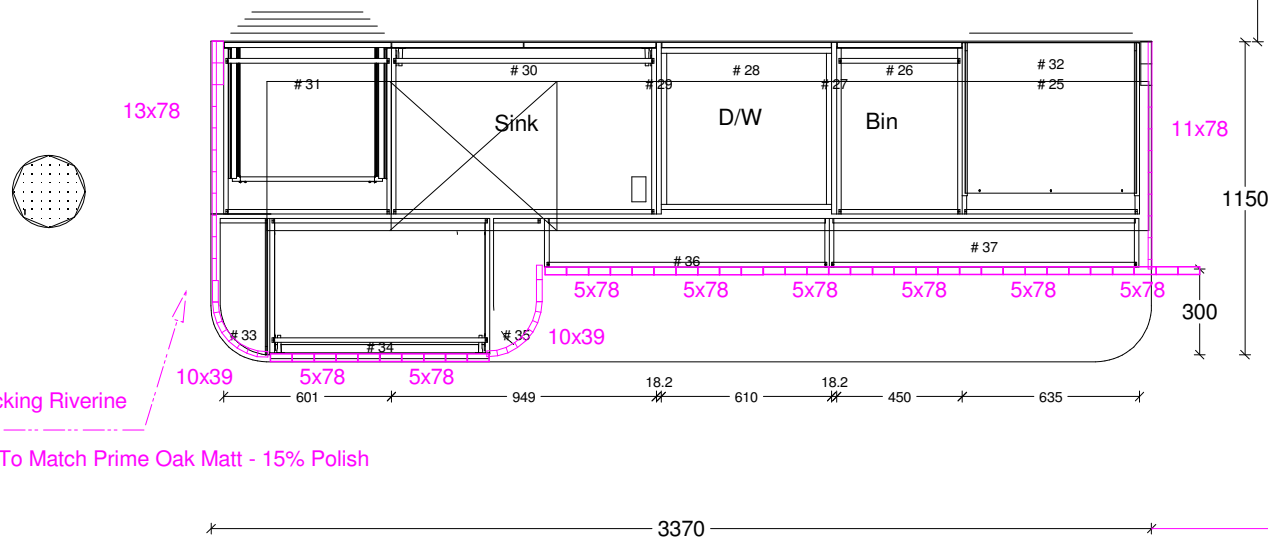 # 32
# 30
# 28
# 26
# 31
# 29
# 27
# 25
13x78
Sink
D/W
Bin
11x78
1150
# 37
# 36
5x78
5x78
5x78
5x78
5x78
5x78
300
# 33
# 34
# 35
10x39
10x39
5x78
5x78
18.2
18.2
601
949
610
450
635
cking Riverine
To Match Prime Oak Matt - 15% Polish
3370